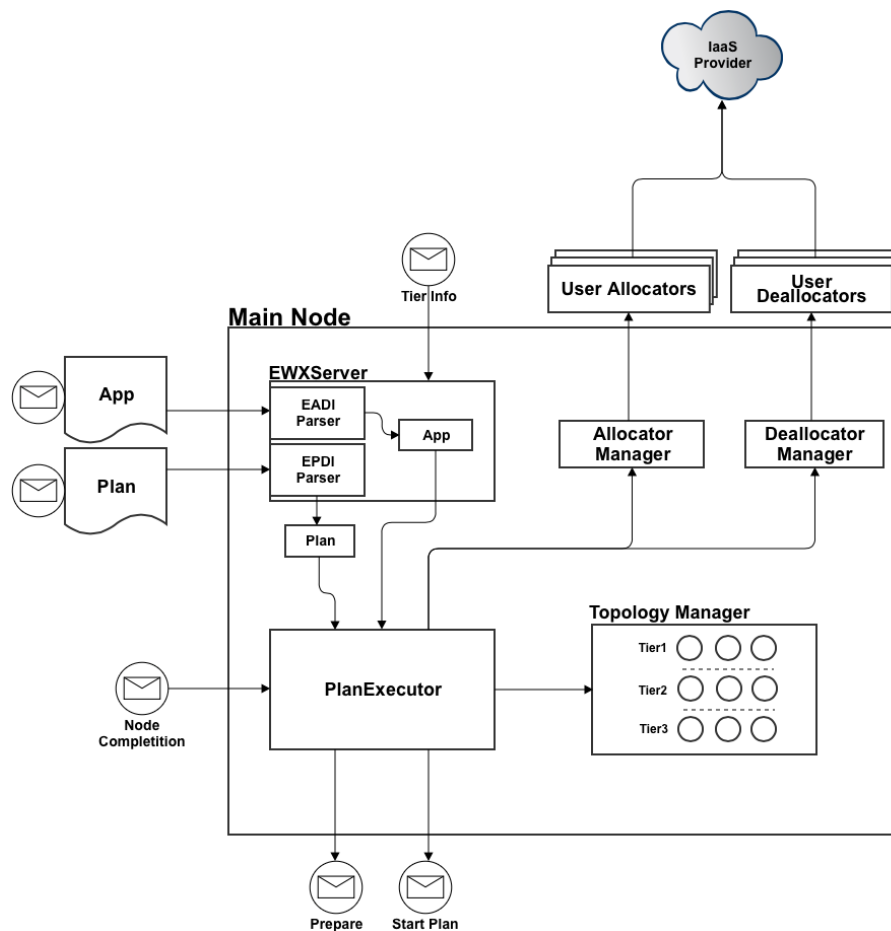 IaaS
Provider
Tier Info
User Allocators
User
Deallocators
Main Node
EWXServer
App
EADI
Parser
App
Allocator
Manager
Deallocator
Manager
Plan
EPDI
Parser
Plan
Topology Manager
Tier1
PlanExecutor
Tier2
Tier3
Node
Completition
Prepare
Start Plan